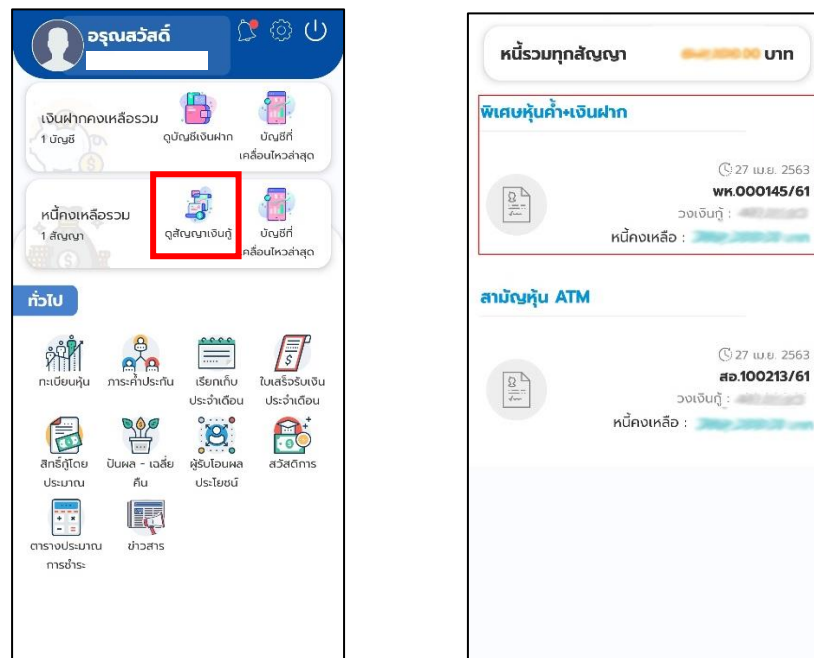 อรุณสวัสดิ์
เงินฝากคงเหลือรวม
1 บัญชี
ดูบัญชีเงินฝาก
บัญชีที่
เคลื่อนไหวล่าสุด
หนี้คงเหลือรวม
1 สัญญา
ดูสัญญาเงินกู้
บัญชีที่
เคลื่อนไหวล่าสุด
ทั่วไป
ทะเบียนหุ้น
ภาระค้ำประกัน
เรียกเก็บ
ประจำเดือน
ใบเสร็จรับเงิน
ประจำเดือน
สิทธิ์กู้โดย
ประมาณ
ปันผล - เฉลี่ย
คืน
ผู้รับโอนผล
ประโยชน์
สวัสดิการ
ตารางประมาณ
การชำระ
ข่าวสาร
หนี้รวมทุกสัญญา บาท
พิเศษหุ้นค้ำ+เงินฝาก
27 เม.ย. 2563
พห.000145/61
วงเงินกู้ :
หนี้คงเหลือ :
สามัญหุ้น ATM
27 เม.ย. 2563
สอ.100213/61
วงเงินกู้ :
หนี้คงเหลือ :